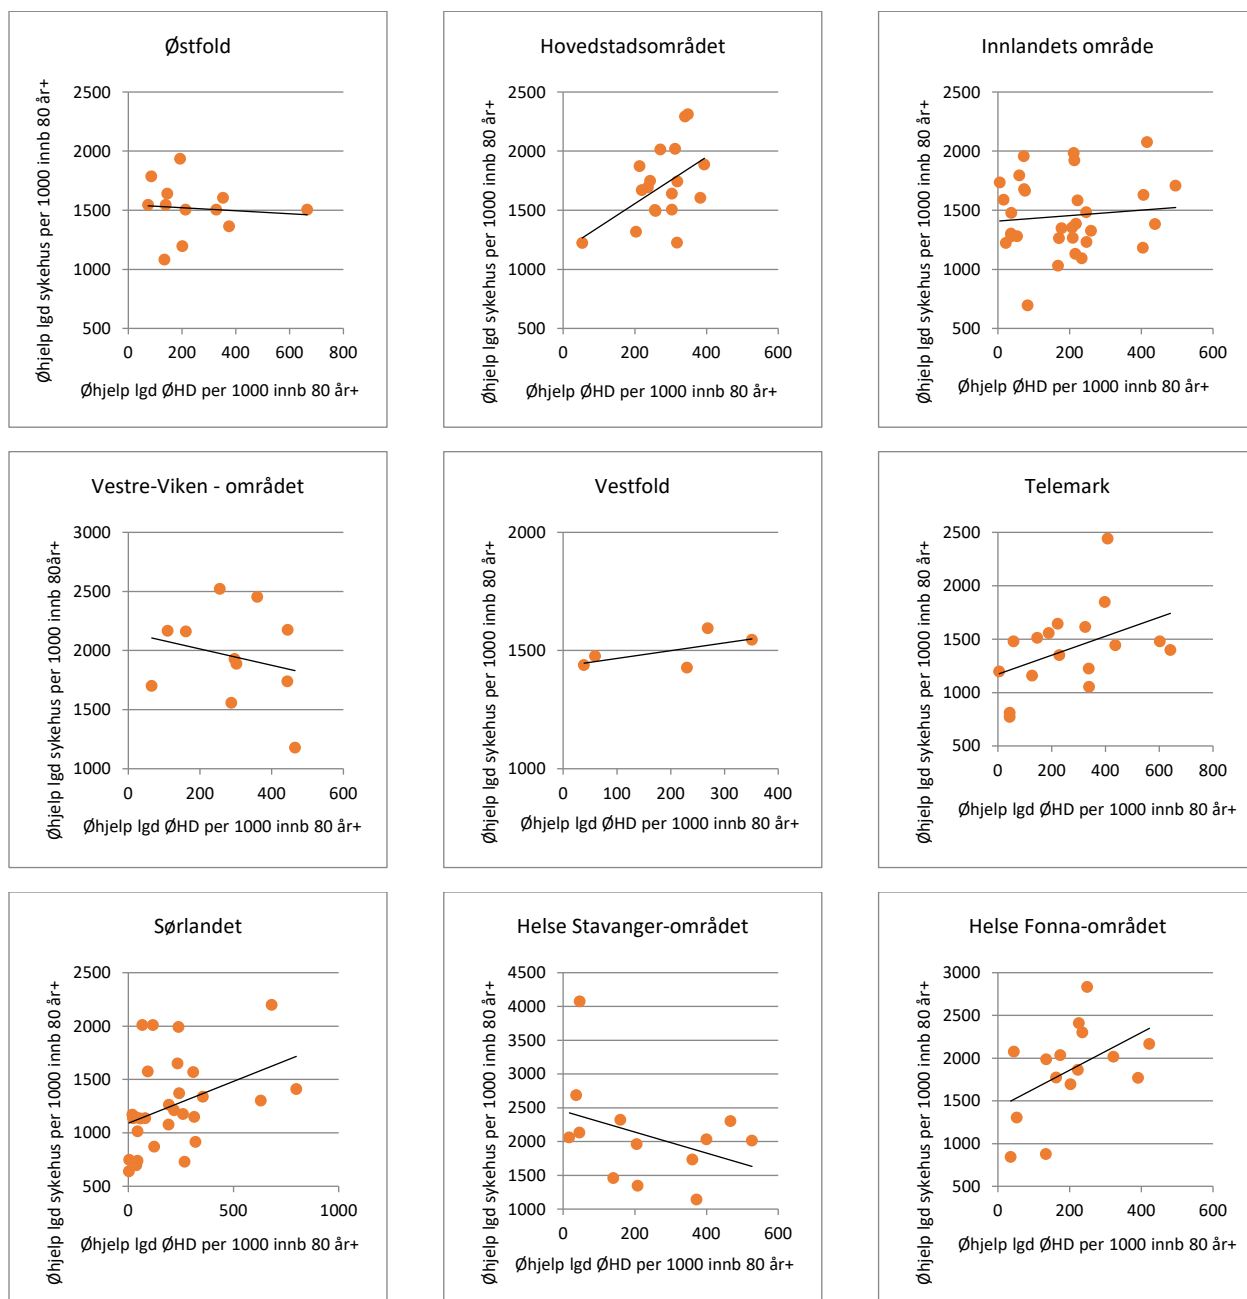 Østfold
Øhjelp lgd sykehus per 1000 innb 80 år+
2500
2000
1500
1000
500
0 200 400 600 800
Øhjelp lgd ØHD per 1000 innb 80 år+
Hovedstadsområdet
Øhjelp lgd sykehus per 1000 innb 80 år+
2500
2000
1500
1000
500
0 200 400 600
Øhjelp ØHD per 1000 innb 80 år+
Innlandets område
Øhjelp lgd sykehus per 1000 innb 80 år+
2500
2000
1500
1000
500
0 200 400 600
Øhjelp ØHD per 1000 innb 80 år+
Vestre-Viken - området
Øhjelp lgd sykehus per 1000 innb 80år+
3000
2500
2000
1500
1000
0 200 400 600
Øhjelp lgd ØHD per 1000 innb 80 år+
Vestfold
Øhjelp lgd sykehus per 1000 innb 80 år+
2000
1500
1000
0 100 200 300 400
Øhjelp lgd ØHD per 1000 innb 80 år+
Telemark
Øhjelp lgd sykehus per 1000 innb 80 år+
2500
2000
1500
1000
500
0 200 400 600 800
Øhjelp lgd ØHD per 1000 innb 80 år+
Sørlandet
Øhjelp lgd sykehus per 1000 innb 80 år+
2500
2000
1500
1000
500
0 500 1000
Øhjelp lgd ØHD per 1000 innb 80 år+
Helse Stavanger-området
Øhjelp lgd sykehus per 1000 innb 80 år+
4500
4000
3500
3000
2500
2000
1500
1000
0 200 400 600
Øhjelp ØHD per 1000 innb 80 år+
Helse Fonna-området
Øhjelp lgd sykehus per 1000 innb 80 år+
3000
2500
2000
1500
1000
500
0 200 400 600
Øhjelp ØHD per 1000 innb 80 år+